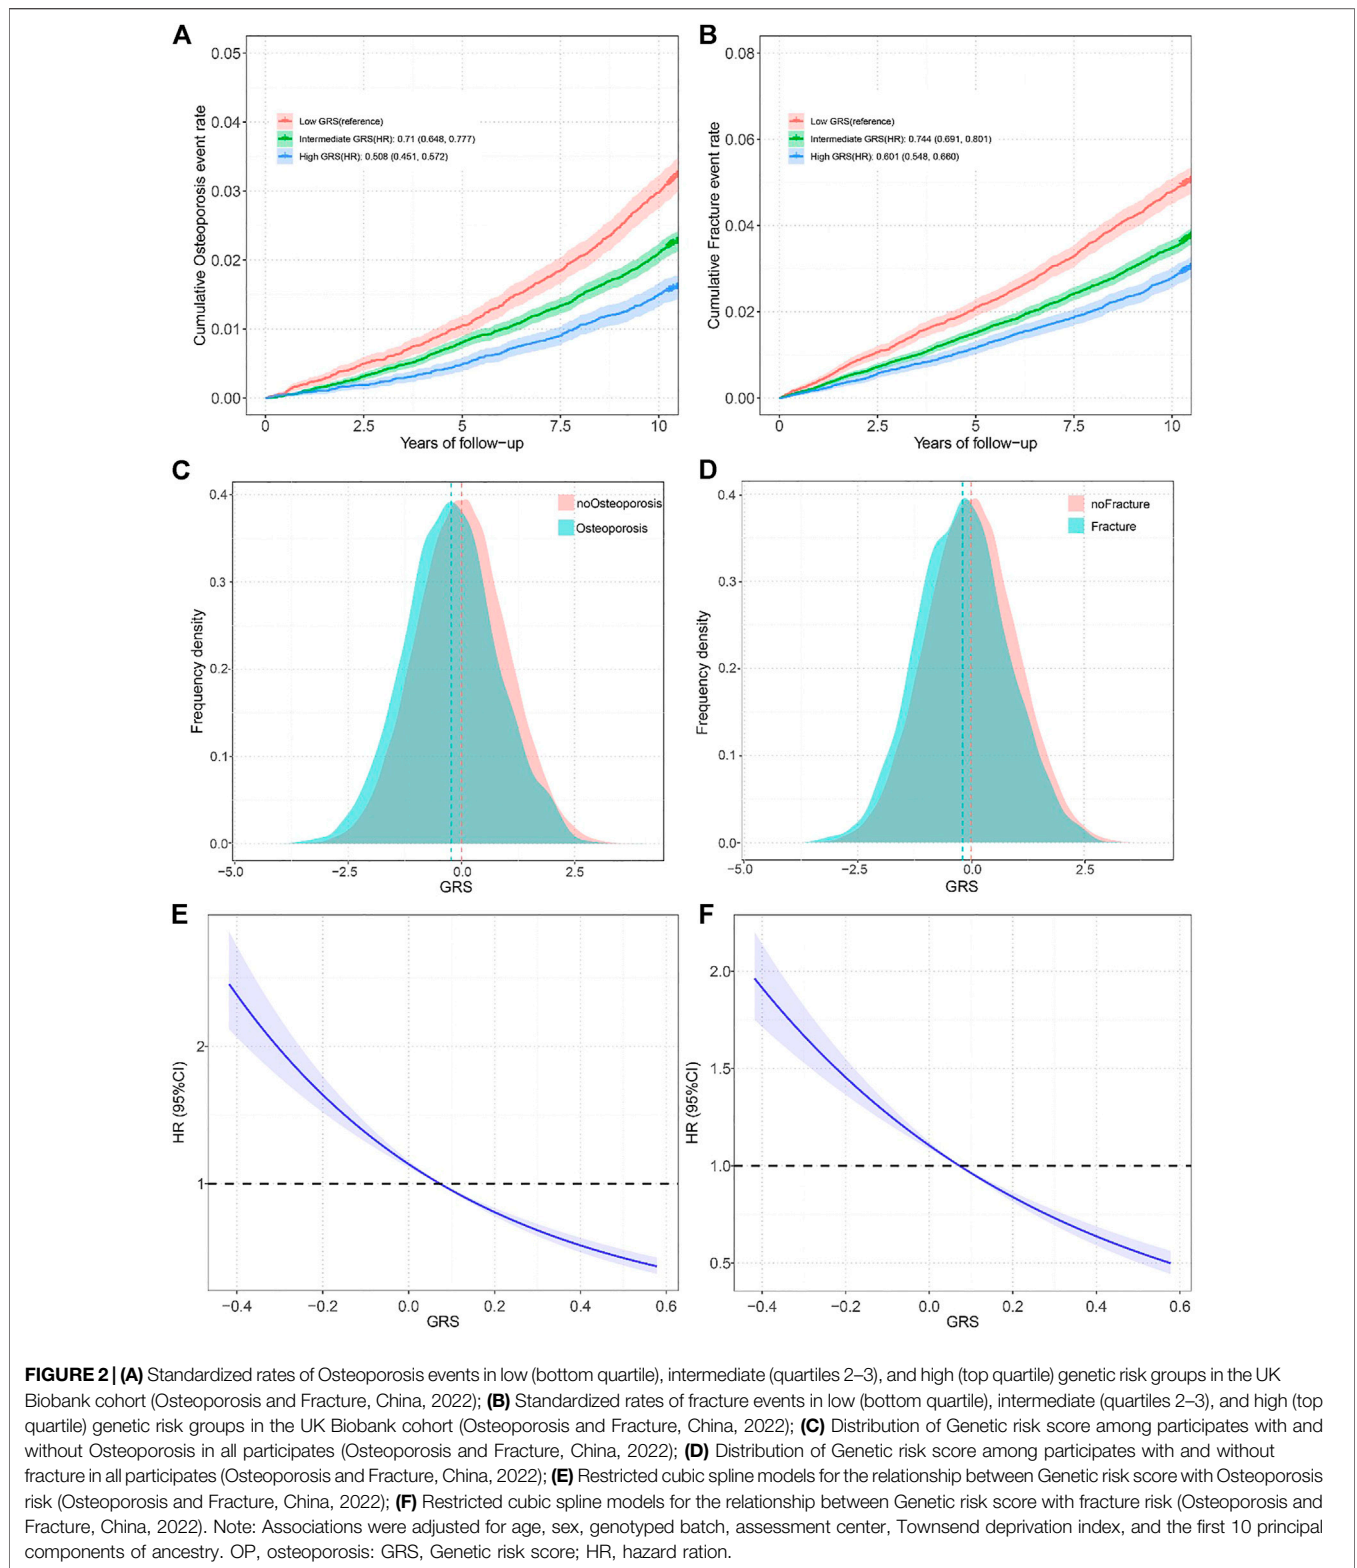 A
0.05
0.04
0.03
0.02
0.01
0.00
Cumulative Osteoporosis event rate
Low GRS(reference)
Intermediate GRS(HR): 0.71 (0.648, 0.777)
High GRS(HR): 0.508 (0.451, 0.572)
0 2.5 5 7.5 10
Years of follow-up
B
0.08
0.06
0.04
0.02
0.00
Cumulative Fracture event rate
Low GRS(reference)
Intermediate GRS(HR): 0.744 (0.691, 0.801)
High GRS(HR): 0.601 (0.548, 0.660)
0 2.5 5 7.5 10
Years of follow-up
C
0.4
0.3
0.2
0.1
0.0
Frequency density
noOsteoporosis
Osteoporosis
-5.0 -2.5 0.0 2.5
GRS
D
0.4
0.3
0.2
0.1
0.0
Frequency density
noFracture
Fracture
-5.0 -2.5 0.0 2.5
GRS
E
2
1
HR (95%CI)
-0.4 -0.2 0.0 0.2 0.4 0.6
GRS
F
2.0
1.5
1.0
0.5
HR (95%CI)
-0.4 -0.2 0.0 0.2 0.4 0.6
GRS
FIGURE 2 | (A) Standardized rates of Osteoporosis events in low (bottom quartile), intermediate (quartiles 2–3), and high (top quartile) genetic risk groups in the UK
Biobank cohort (Osteoporosis and Fracture, China, 2022); (B) Standardized rates of fracture events in low (bottom quartile), intermediate (quartiles 2–3), and high (top
quartile) genetic risk groups in the UK Biobank cohort (Osteoporosis and Fracture, China, 2022); (C) Distribution of Genetic risk score among participates with and
without Osteoporosis in all participates (Osteoporosis and Fracture, China, 2022); (D) Distribution of Genetic risk score among participates with and without
fracture in all participates (Osteoporosis and Fracture, China, 2022); (E) Restricted cubic spline models for the relationship between Genetic risk score with Osteoporosis
risk (Osteoporosis and Fracture, China, 2022); (F) Restricted cubic spline models for the relationship between Genetic risk score with fracture risk (Osteoporosis and
Fracture, China, 2022). Note: Associations were adjusted for age, sex, genotyped batch, assessment center, Townsend deprivation index, and the first 10 principal
components of ancestry. OP, osteoporosis: GRS, Genetic risk score; HR, hazard ration.